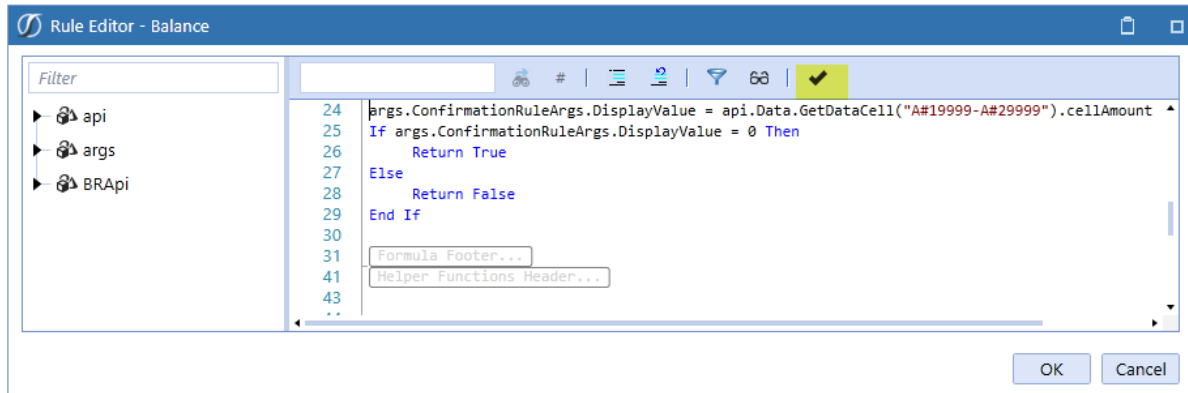 Rule Editor - Balance
Filter
#
api
args
BRApi
24 args.ConfirmationRuleArgs.DisplayValue = api.Data.GetDataCell("A#19999-A#29999").cellAmount
25 If args.ConfirmationRuleArgs.DisplayValue = 0 Then
26 Return True
27 Else
28 Return False
29 End If
30
31 Formula Footer...
41 Helper Functions Header...
43
OK Cancel